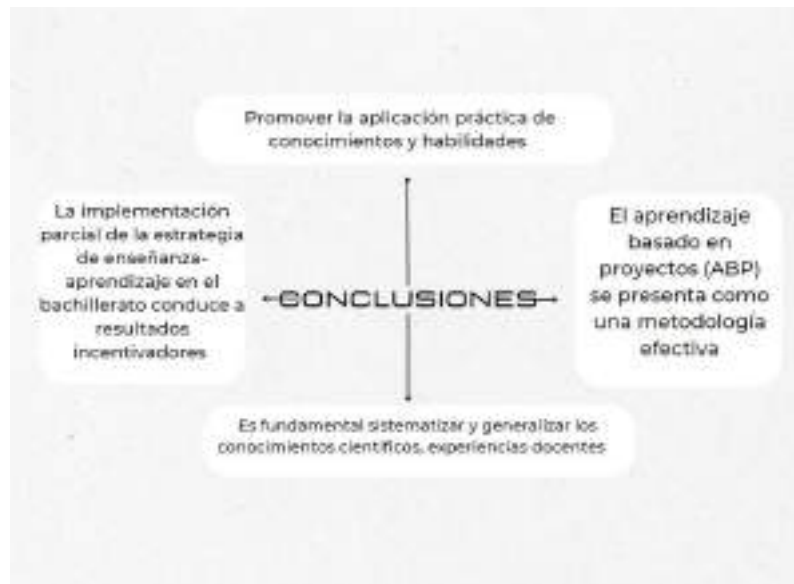 Promover la aplicación práctica de
conocimientos y habilidades
La implementación
parcial de la estrategia
de enseñanza-
aprendizaje en el
bachillerato conduce a
resultados
incentivadores
CONCLUSIONES
El aprendizaje
basado en
proyectos (ABP)
se presenta como
una metodología
efectiva
Es fundamental sistematizar y generalizar los
conocimientos científicos, experiencias docentes